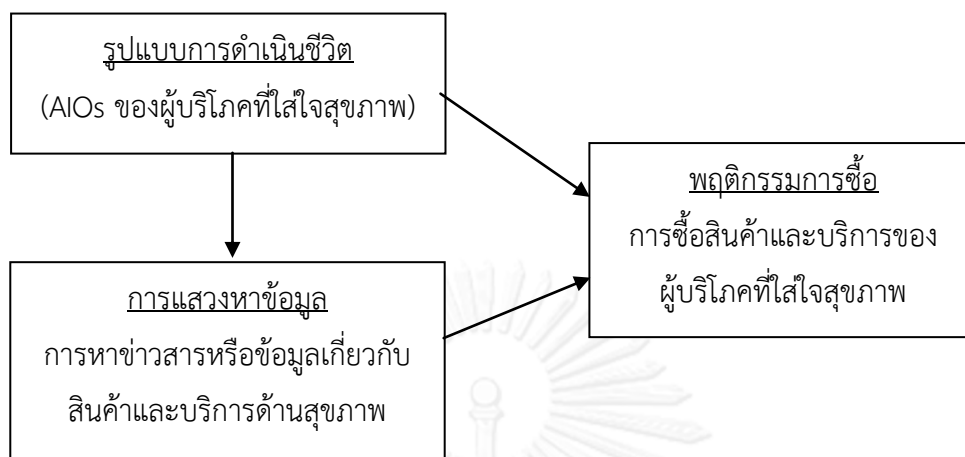 รูปแบบการดำเนินชีวิต
(AIOs ของผู้บริโภคที่ใส่ใจสุขภาพ)
พฤติกรรมการซื้อ
การซื้อสินค้าและบริการของ
ผู้บริโภคที่ใส่ใจสุขภาพ
การแสวงหาข้อมูล
การหาข่าวสารหรือข้อมูลเกี่ยวกับ
สินค้าและบริการด้านสุขภาพ